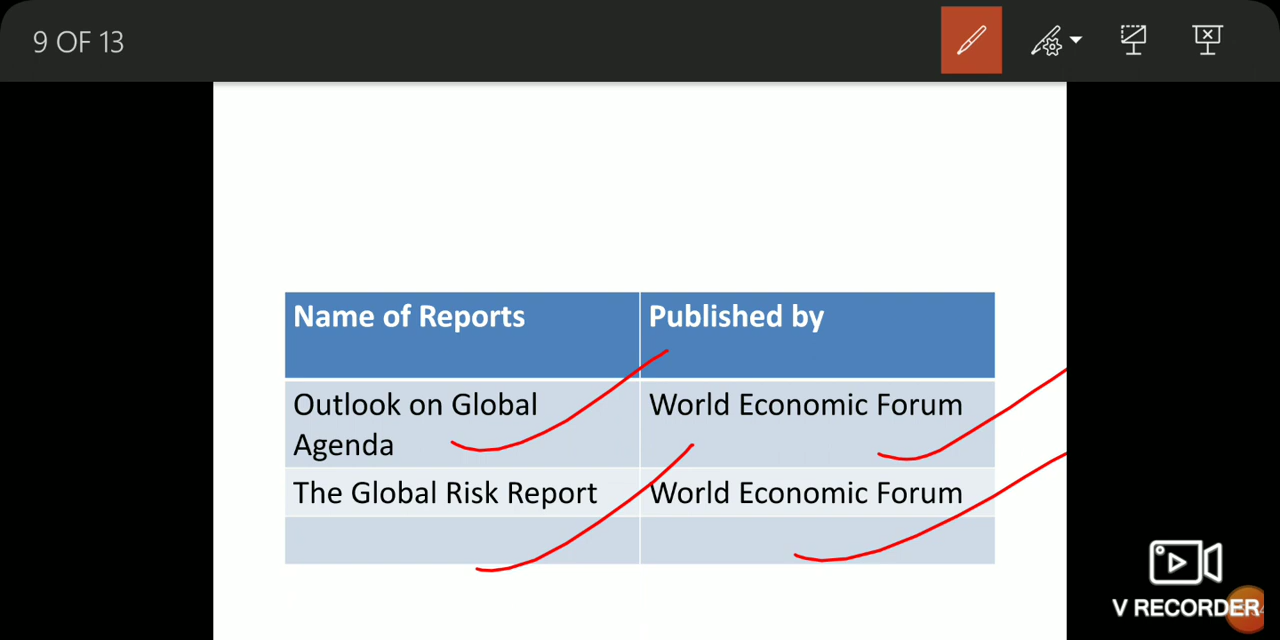 9 OF 13
Name of Reports
Published by
Outlook on Global
Agenda
World Economic Forum
The Global Risk Report
World Economic Forum
V RECORDER